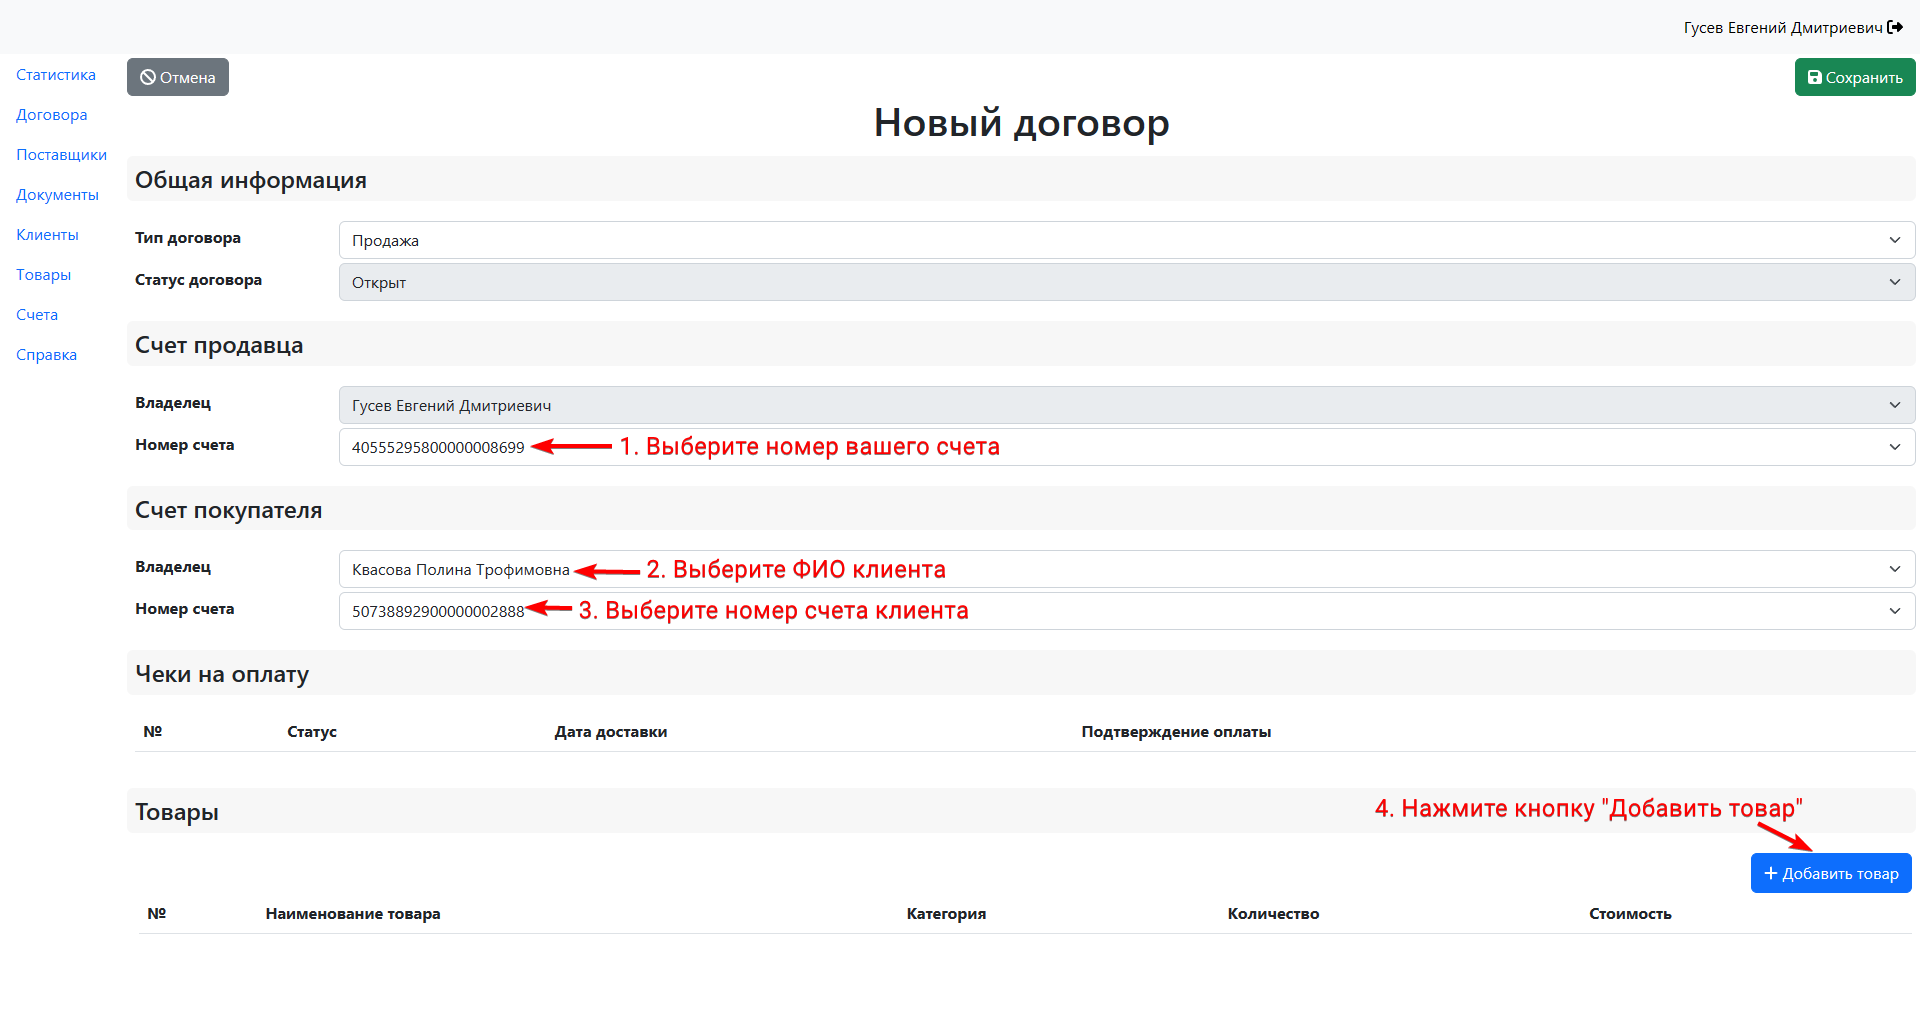 Гусев Евгений Дмитриевич
Статистика
Договора
Поставщики
Документы
Клиенты
Товары
Счета
Справка
Отмена
Сохранить
Новый договор
Общая информация
Тип договора
Продажа
Статус договора
Открыт
Счет продавца
Владелец
Гусев Евгений Дмитриевич
Номер счета
40555295800000008699
1. Выберите номер вашего счета
Счет покупателя
Владелец
Квасова Полина Трофимовна
2. Выберите ФИО клиента
Номер счета
50738892900000002888
3. Выберите номер счета клиента
Чеки на оплату
№ Статус Дата доставки Подтверждение оплаты
Товары
4. Нажмите кнопку "Добавить товар"
+ Добавить товар
№ Наименование товара Категория Количество Стоимость